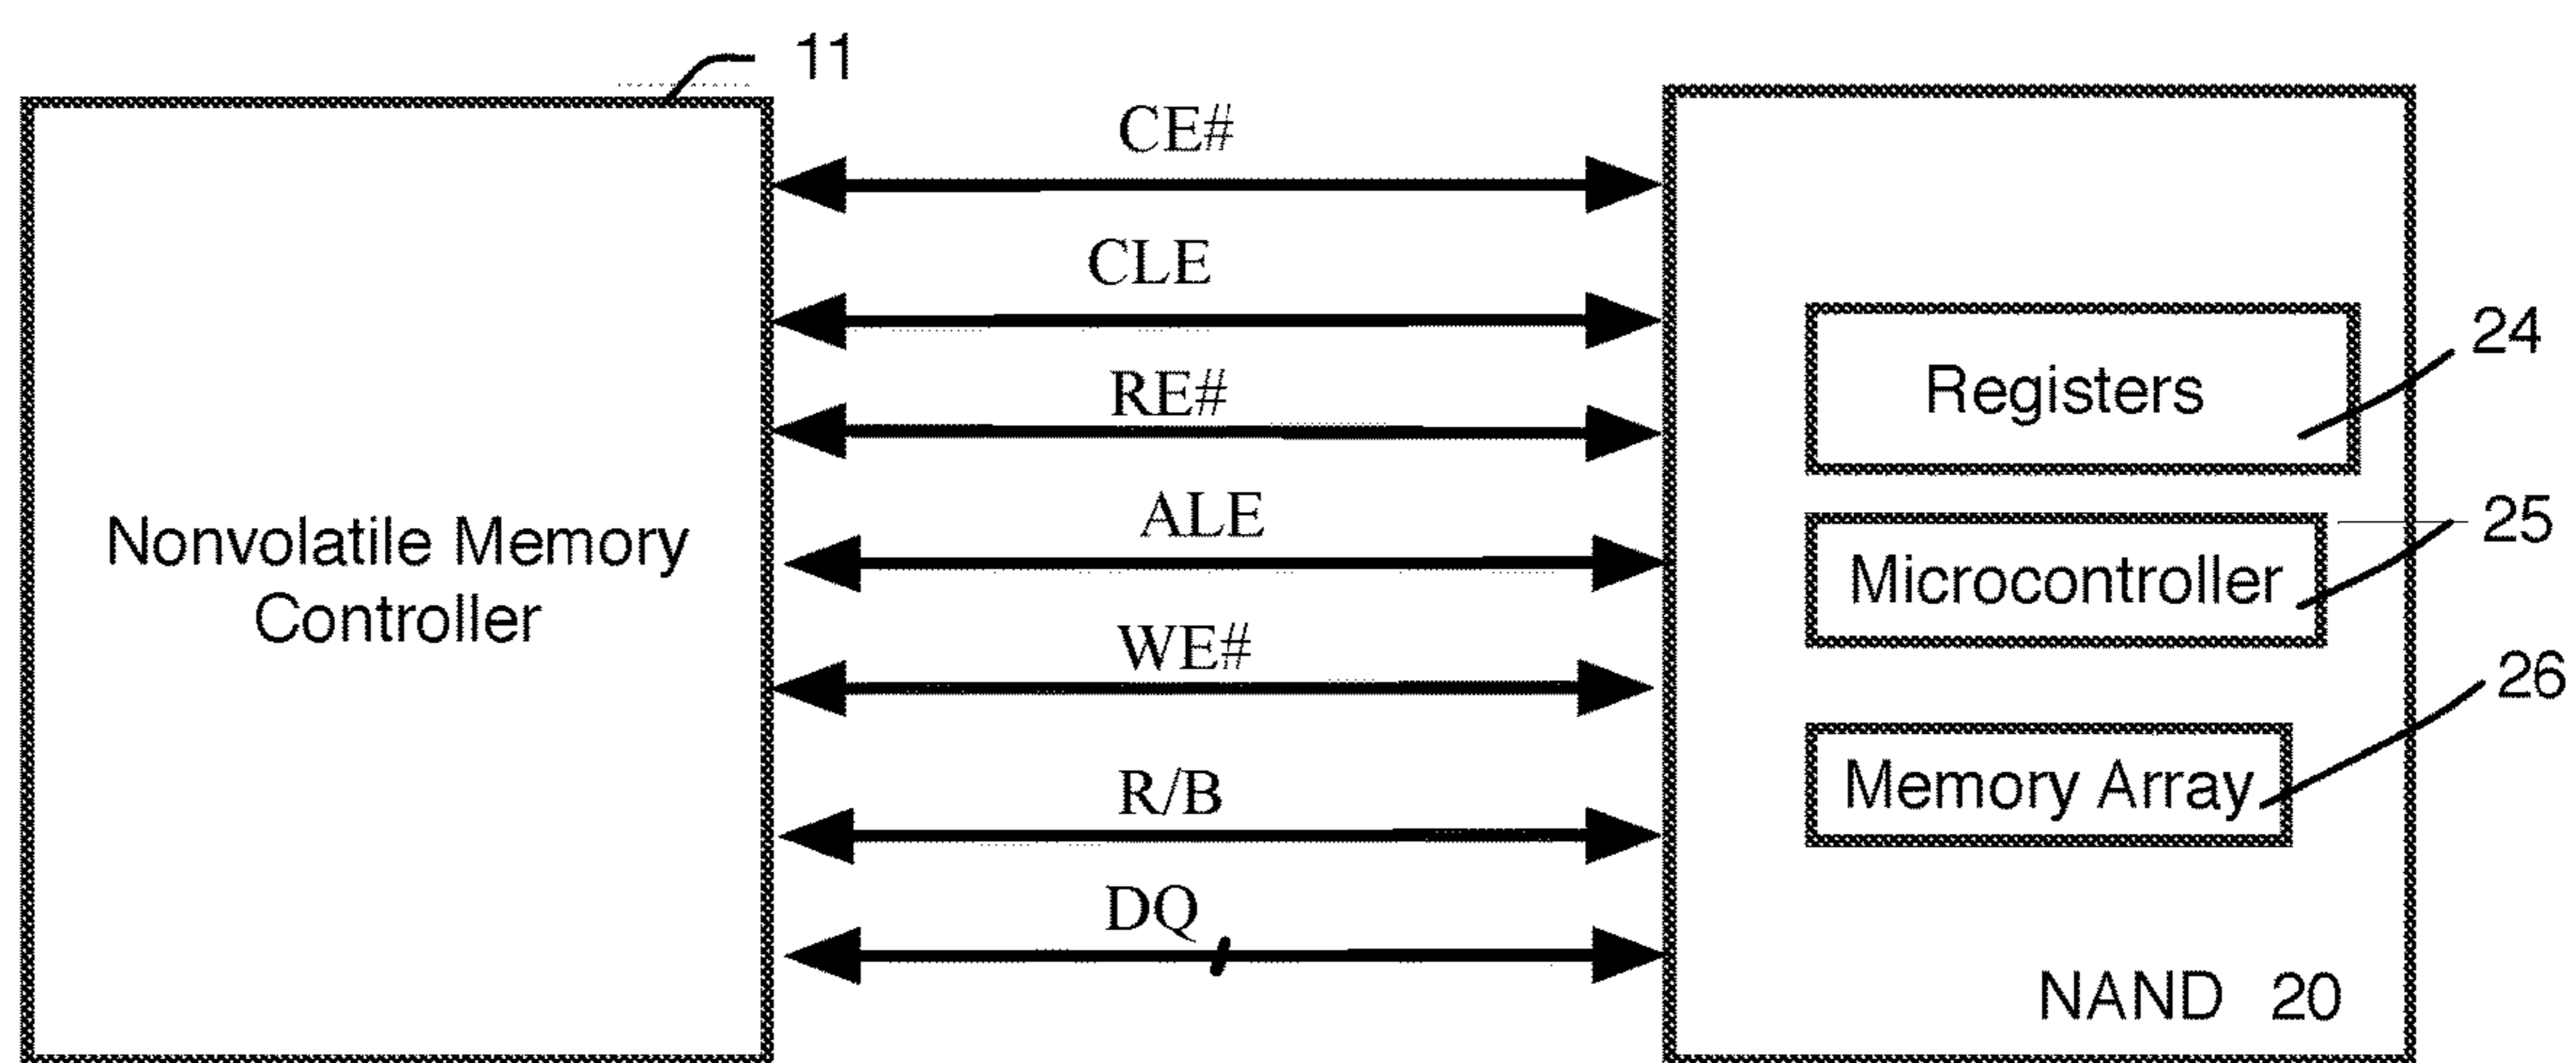 11
CE#
CLE
RE#
ALE
WE#
R/B
DQ
Nonvolatile Memory
Controller
Registers
24
Microcontroller
25
Memory Array
26
NAND 20